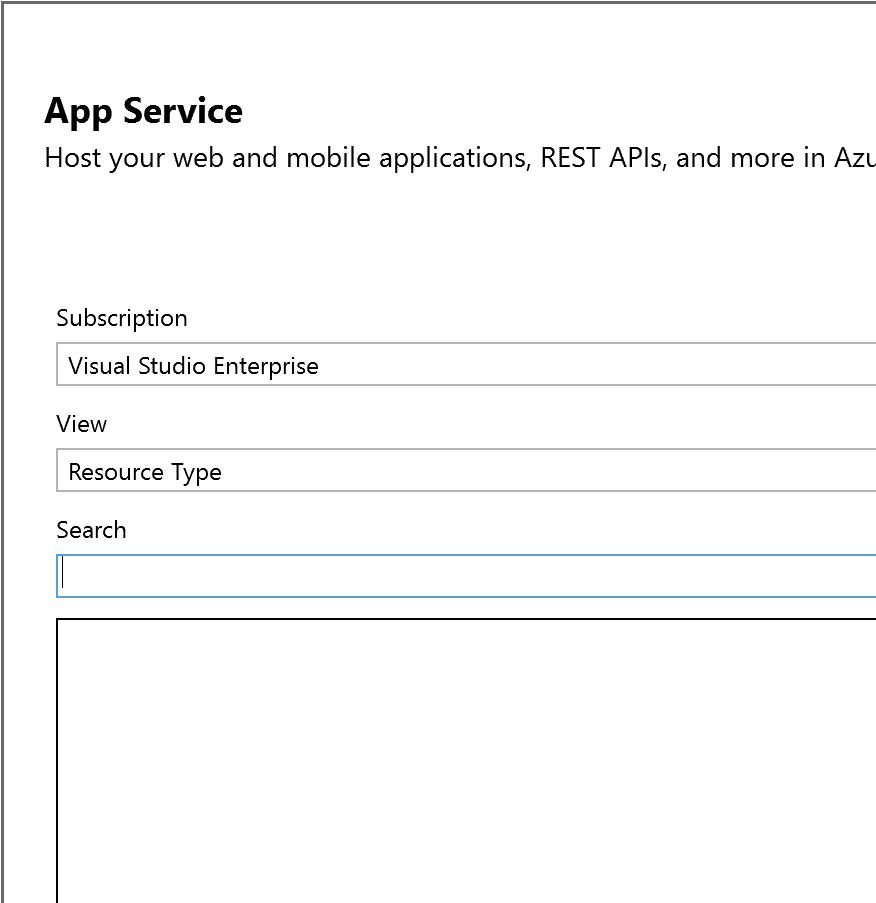 App Service
Host your web and mobile applications, REST APIs, and more in
Subscription
Visual Studio Enterprise
View
Resource Type
Search